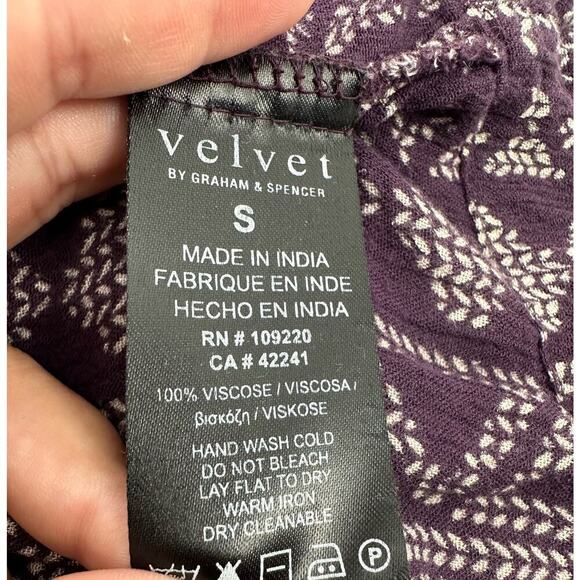 velvet
BY GRAHAM & SPENCER
S
MADE IN INDIA
FABRIQUE EN INDE
HECHO EN INDIA
RN # 109220
CA # 42241
100% VISCOSE / VISCOSA /
βισκόζη / VISKOSE
HAND WASH COLD
DO NOT BLEACH
LAY FLAT TO DRY
WARM IRON
DRY CLEANABLE
P